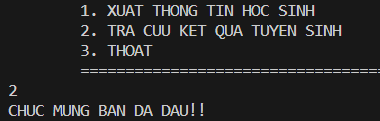 1. XUAT THONG TIN HOC SINH
2. TRA CUU KET QUA TUYEN SINH
3. THOAT
===================================
2
CHUC MUNG BAN DA DAU!!